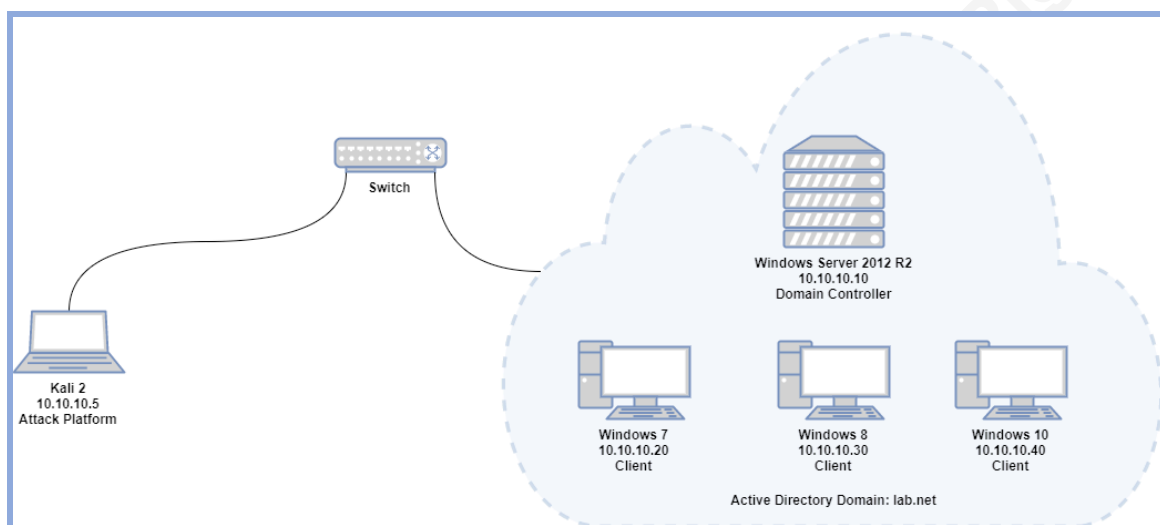 Switch
Windows Server 2012 R2
10.10.10.10
Domain Controller
Kali 2
10.10.10.5
Attack Platform
Windows 7
10.10.10.20
Client
Windows 8
10.10.10.30
Client
Windows 10
10.10.10.40
Client
Active Directory Domain: lab.net